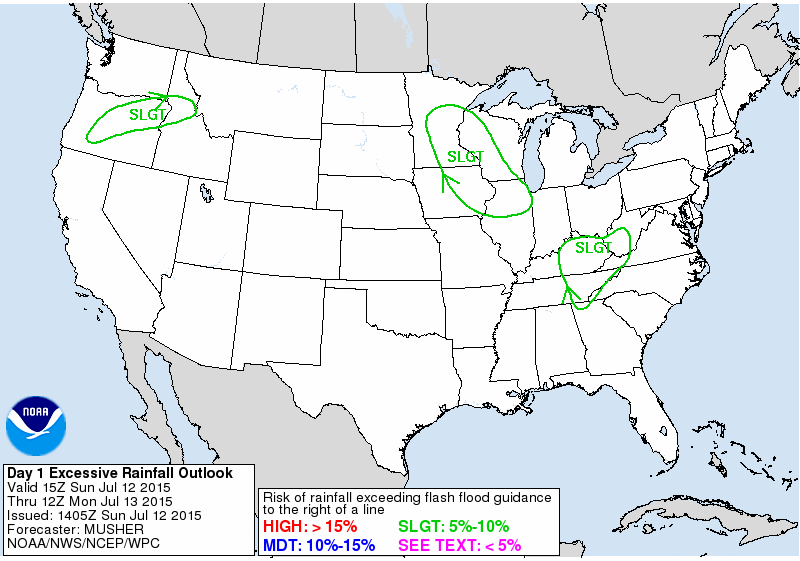 SLGT
SLGT
SLGT
NOAA
Day 1 Excessive Rainfall Outlook
Valid 15Z Sun Jul 12 2015
Thru 12Z Mon Jul 13 2015
Issued: 1405Z Sun Jul 12 2015
Forecaster: MUSHER
NOAA/NWS/NCEP/WPC
Risk of rainfall exceeding flash flood guidance
to the right of a line
HIGH: > 15% SLGT: 5%-10%
MDT: 10%-15% SEE TEXT: < 5%